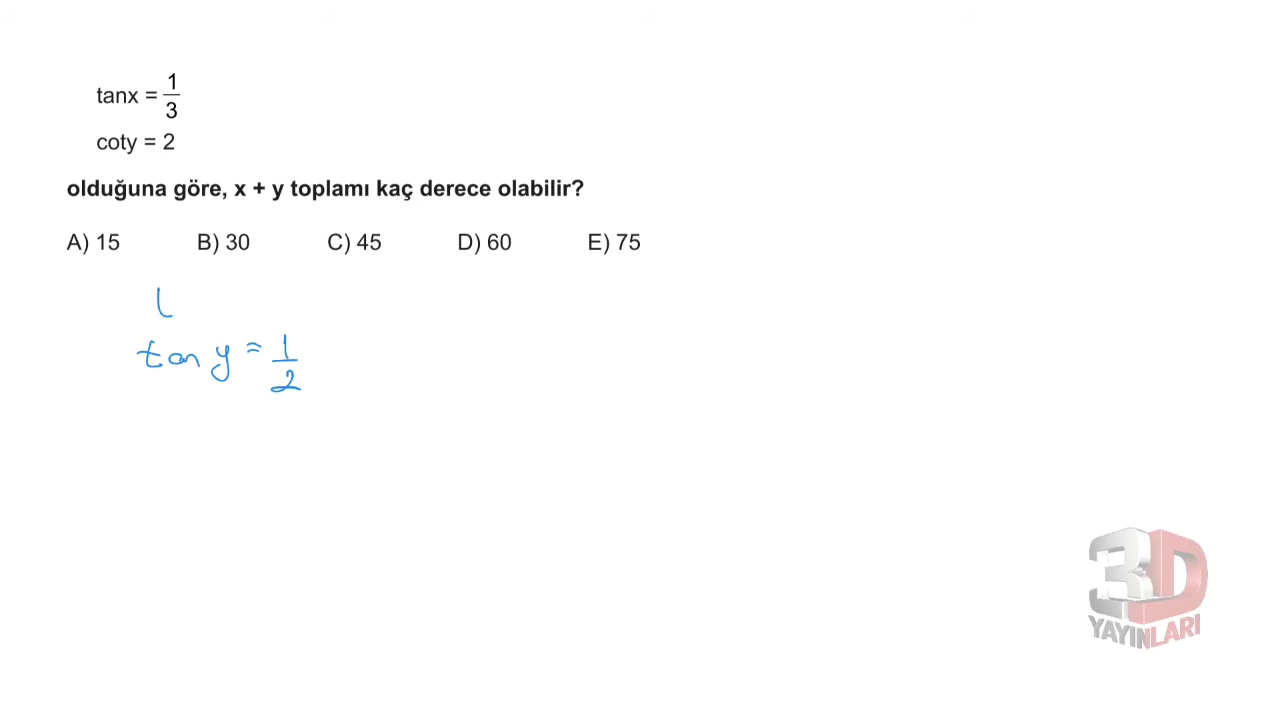 tanx = 1/3
coty = 2
olduğuna göre, x + y toplamı kaç derece olabilir?
A) 15 B) 30 C) 45 D) 60 E) 75
tan y = 1/2
3D
YAYINLARI